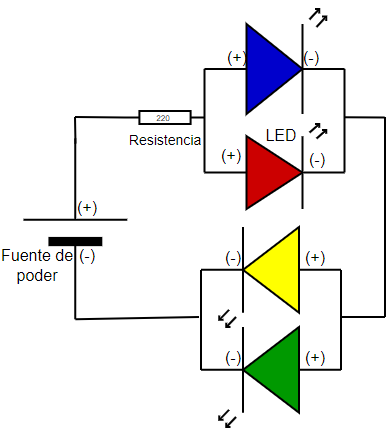 (+)
(-)
220
Resistencia
LED
(+)
(-)
(+)
Fuente de
poder
(-)
(-)
(+)
(-)
(+)